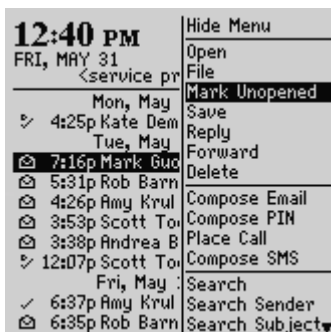 12:40 PM
FRI, MAY 31
<service pr
Mon, May
4:25p Kate Dem
Tue, May
7:16p Mark Guo
5:31p Rob Barn
4:26p Amy Krul
3:53p Scott To
3:38p Andrea B
12:07p Scott To
Fri, May
6:37p Amy Krul
6:35p Rob Barn
Hide Menu
Open
File
Mark Unopened
Save
Reply
Forward
Delete
Compose Email
Compose PIN
Place Call
Compose SMS
Search
Search Sender
Search Subject